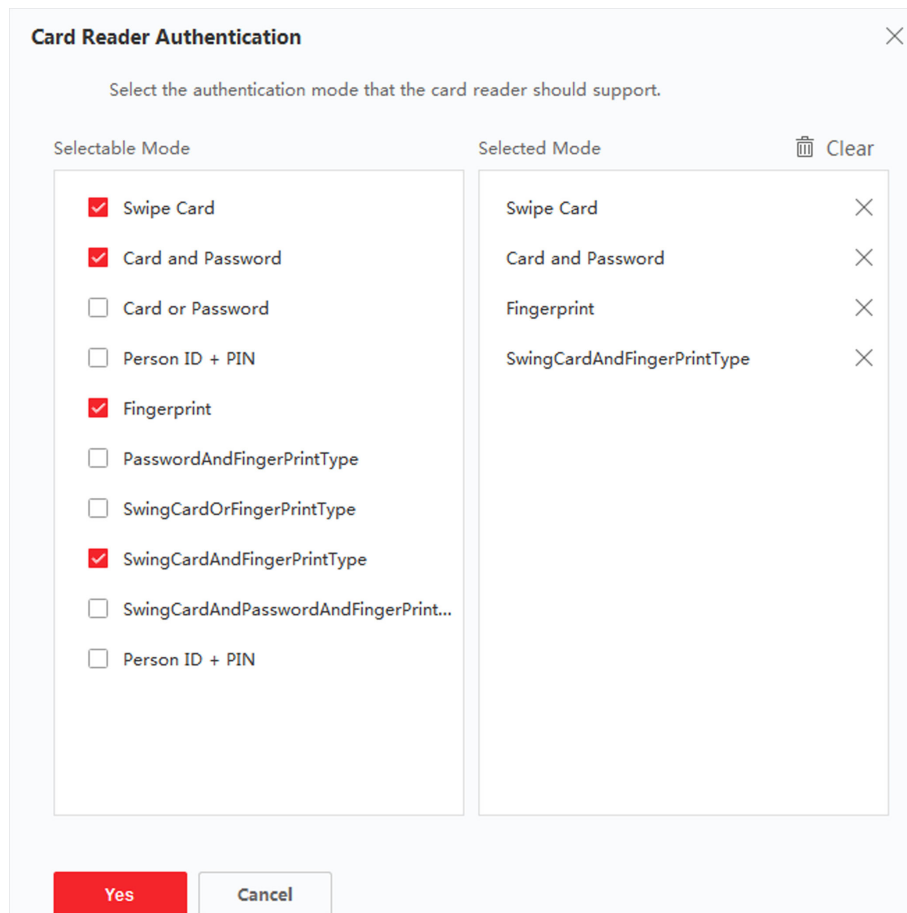 Card Reader Authentication
Select the authentication mode that the card reader should support.
Selectable Mode
Swipe Card
Card and Password
Card or Password
Person ID + PIN
Fingerprint
PasswordAndFingerPrintType
SwingCardOrFingerPrintType
SwingCardAndFingerPrintType
SwingCardAndPasswordAndFingerPrint...
Person ID + PIN
Selected Mode
Clear
Swipe Card
Card and Password
Fingerprint
SwingCardAndFingerPrintType
Yes
Cancel